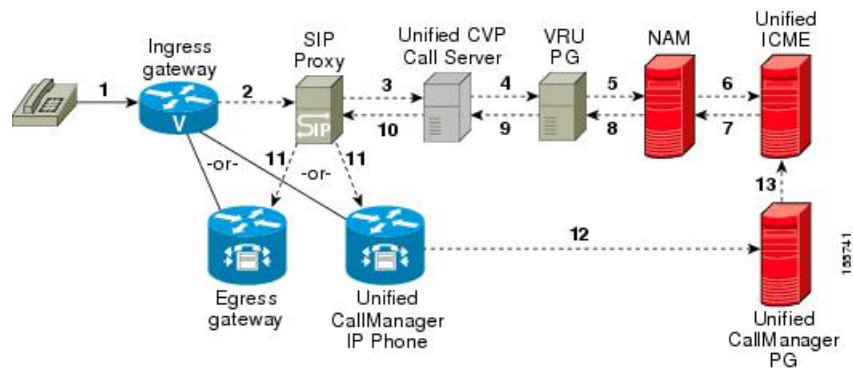 Ingress
gateway
SIP
Proxy
Unified CVP
Call Server
VRU
PG
NAM
Unified
ICME
1
2
3
4
5
6
10
9
8
7
V
SIP
-or-
11
-or-
11
13
12
Egress
gateway
Unified
CallManager
IP Phone
Unified
CallManager
PG
155741